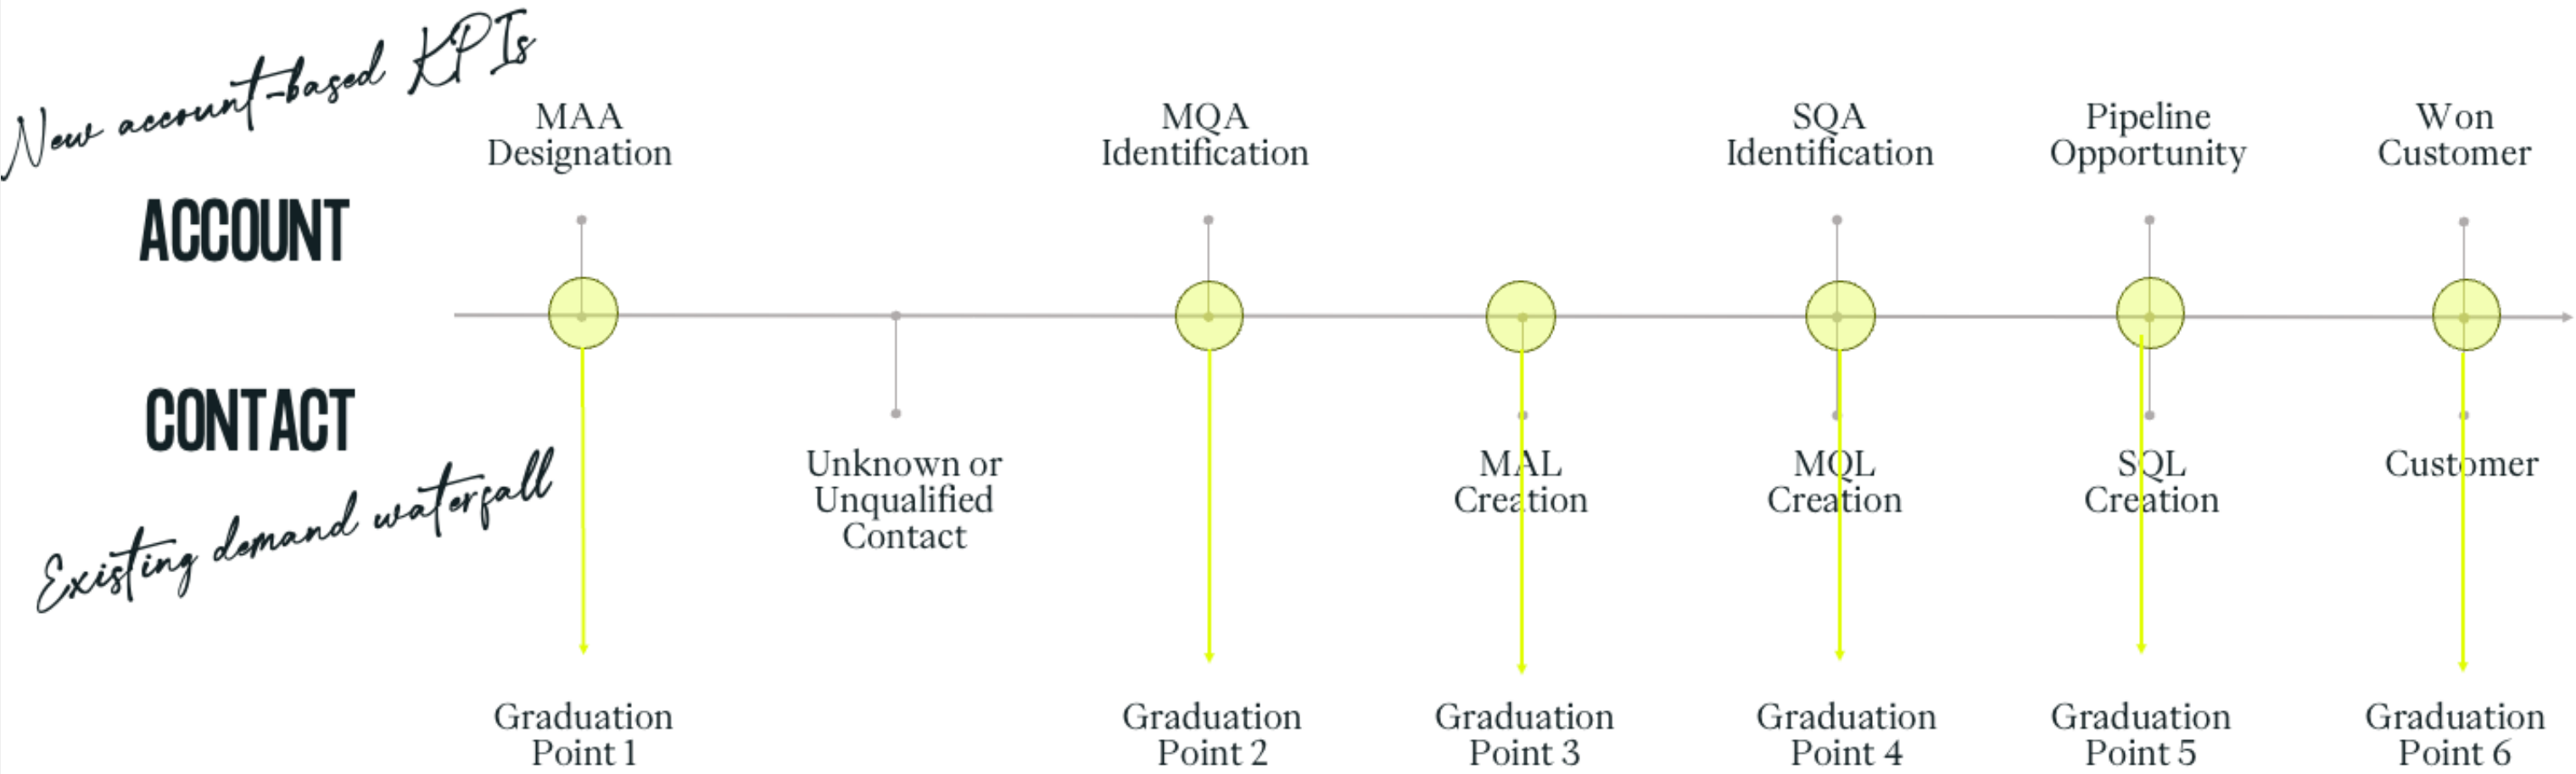 New account-based KPIs
MAA
Designation
MQA
Identification
SQA
Identification
Pipeline
Opportunity
Won
Customer
ACCOUNT
CONTACT
Existing demand waterfall
Unknown or
Unqualified
Contact
MAL
Creation
MQL
Creation
SQL
Creation
Customer
Graduation
Point 1
Graduation
Point 2
Graduation
Point 3
Graduation
Point 4
Graduation
Point 5
Graduation
Point 6